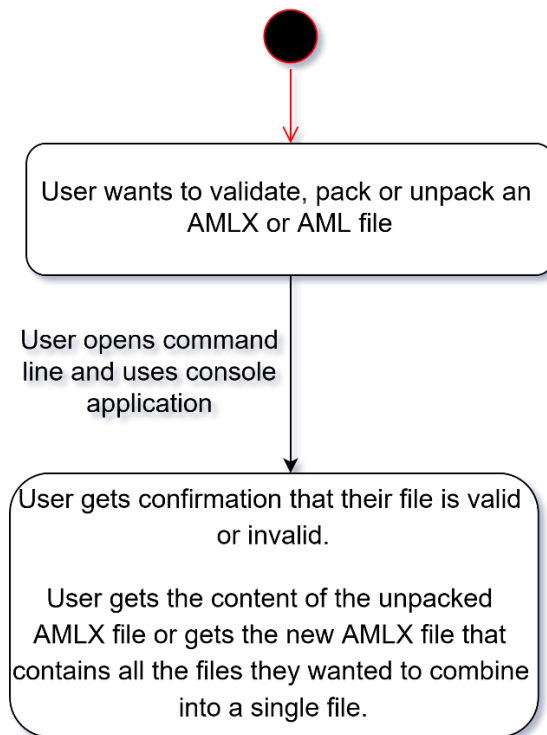 User wants to validate, pack or unpack an
AMLX or AML file
User opens command
line and uses console
application
User gets confirmation that their file is valid
or invalid.
User gets the content of the unpacked
AMLX file or gets the new AMLX file that
contains all the files they wanted to combine
into a single file.